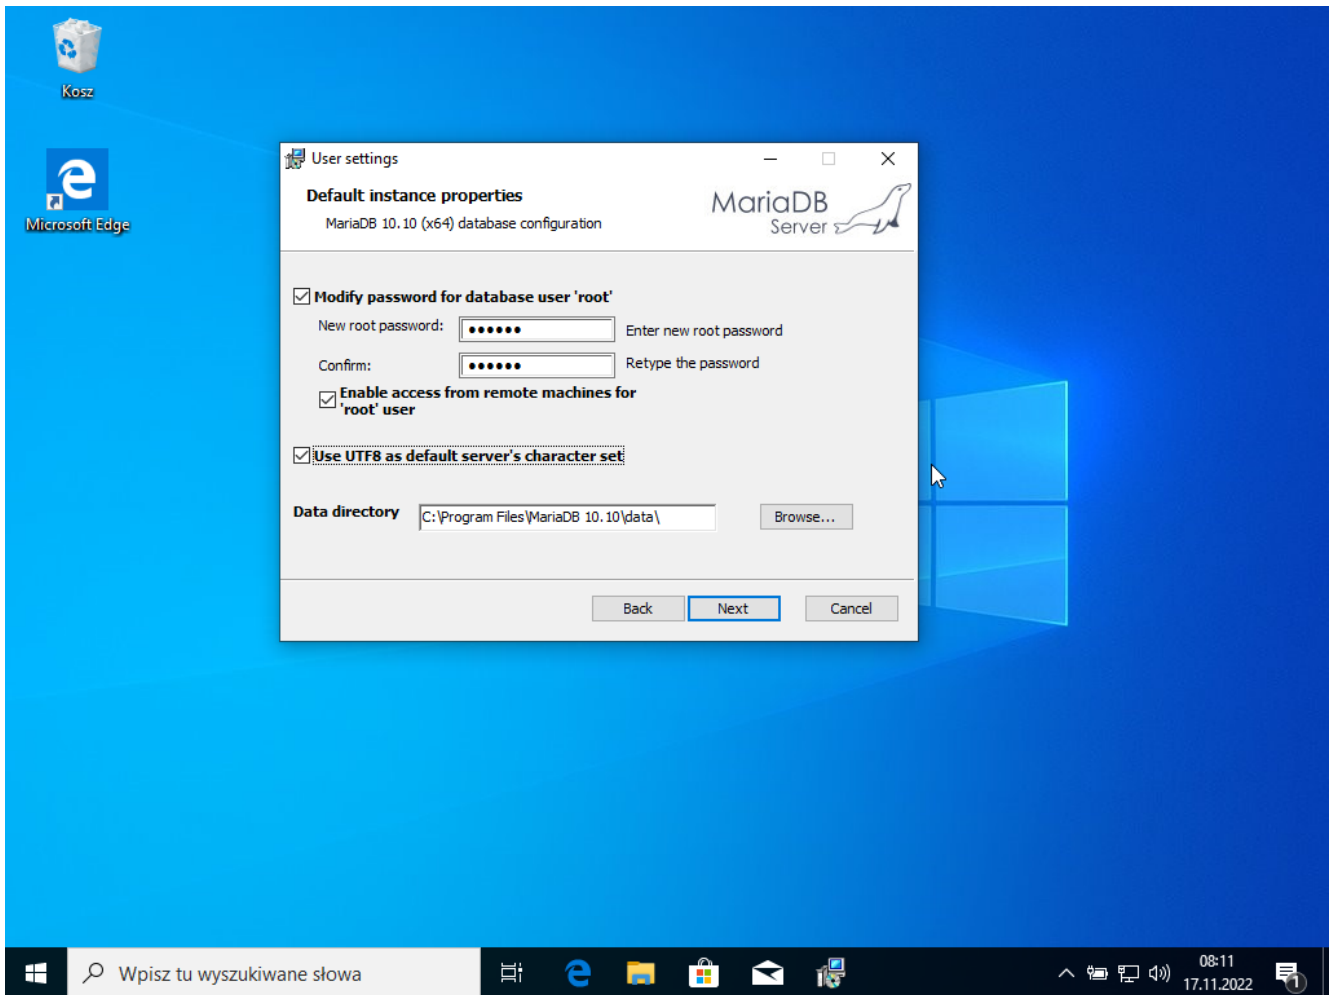 Kosz
Microsoft Edge
User settings
Default instance properties
MariaDB 10.10 (x64) database configuration
MariaDB
Server
Modify password for database user 'root'
New root password: ●●●●●● Enter new root password
Confirm: ●●●●●● Retype the password
Enable access from remote machines for
'root' user
Use UTF8 as default server's character set
Data directory C:\Program Files\MariaDB 10.10\data\ Browse...
Back Next Cancel
Wpisz tu wyszukiwane słowa
08:11
17.11.2022
1